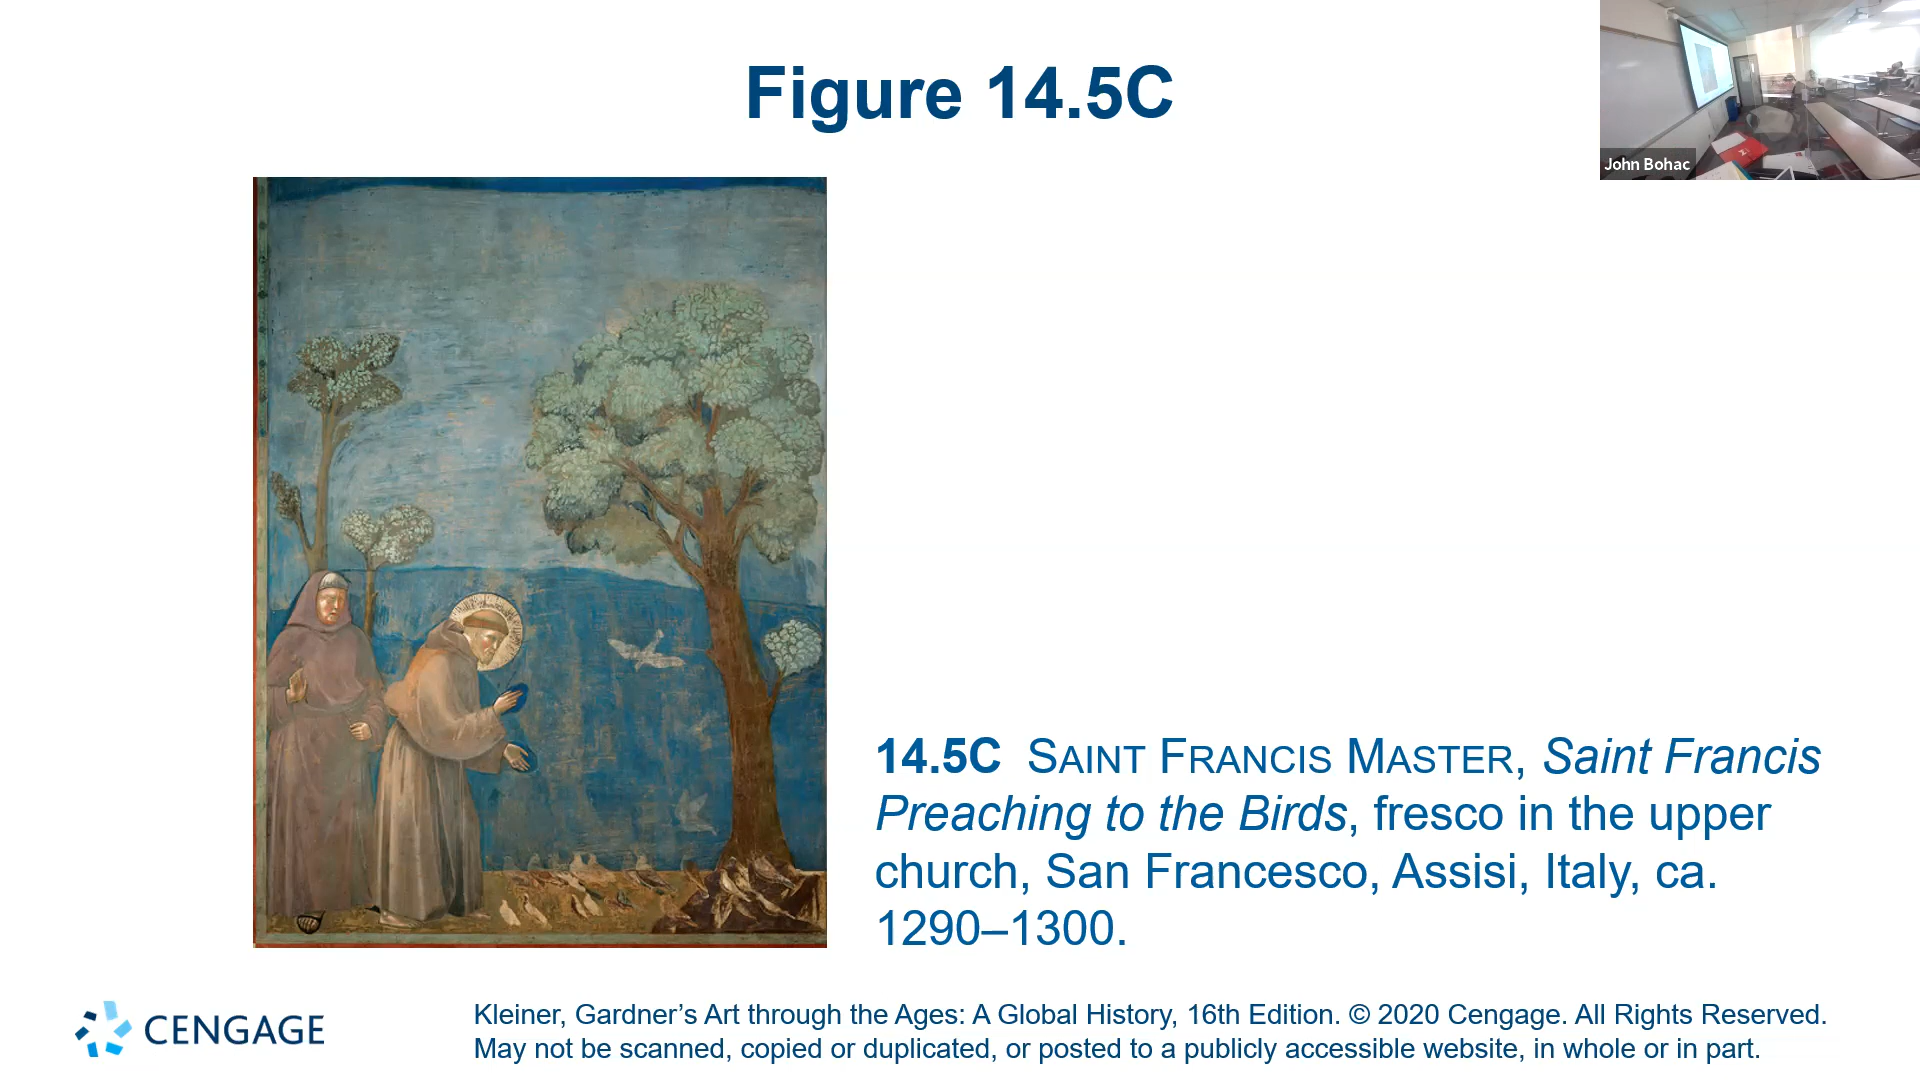 Figure 14.5C
John Bohac
14.5C SAINT FRANCIS MASTER, Saint Francis
Preaching to the Birds, fresco in the upper
church, San Francesco, Assisi, Italy, ca.
1290–1300.
CENGAGE
Kleiner, Gardner’s Art through the Ages: A Global History, 16th Edition. © 2020 Cengage. All Rights Reserved.
May not be scanned, copied or duplicated, or posted to a publicly accessible website, in whole or in part.